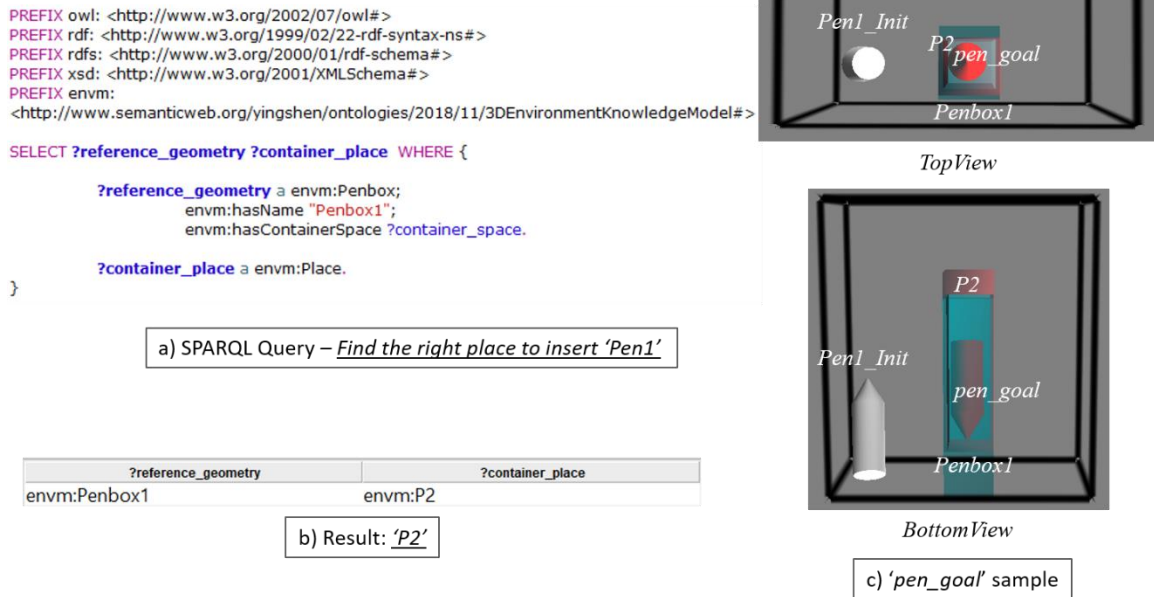 PREFIX owl: <http://www.w3.org/2002/07/owl#>
PREFIX rdf: <http://www.w3.org/1999/02/22-rdf-syntax-ns#>
PREFIX rdfs: <http://www.w3.org/2000/01/rdf-schema#>
PREFIX xsd: <http://www.w3.org/2001/XMLSchema#>
PREFIX envm:
<http://www.semanticweb.org/yingshen/ontologies/2018/11/3DEnvironmentKnowledgeModel#>
SELECT ?reference_geometry ?container_place WHERE {
?reference_geometry a envm:Penbox;
envm:hasName "Penbox1";
envm:hasContainerSpace ?container_space.
?container_place a envm:Place.
}
a) SPARQL Query – Find the right place to insert ‘Pen1’
?reference_geometry ?container_place
envm:Penbox1 envm:P2
b) Result: ‘P2’
Pen1_Init
P2
pen_goal
Penbox1
TopView
P2
Pen1_Init
pen_goal
Penbox1
BottomView
c) ‘pen_goal’ sample